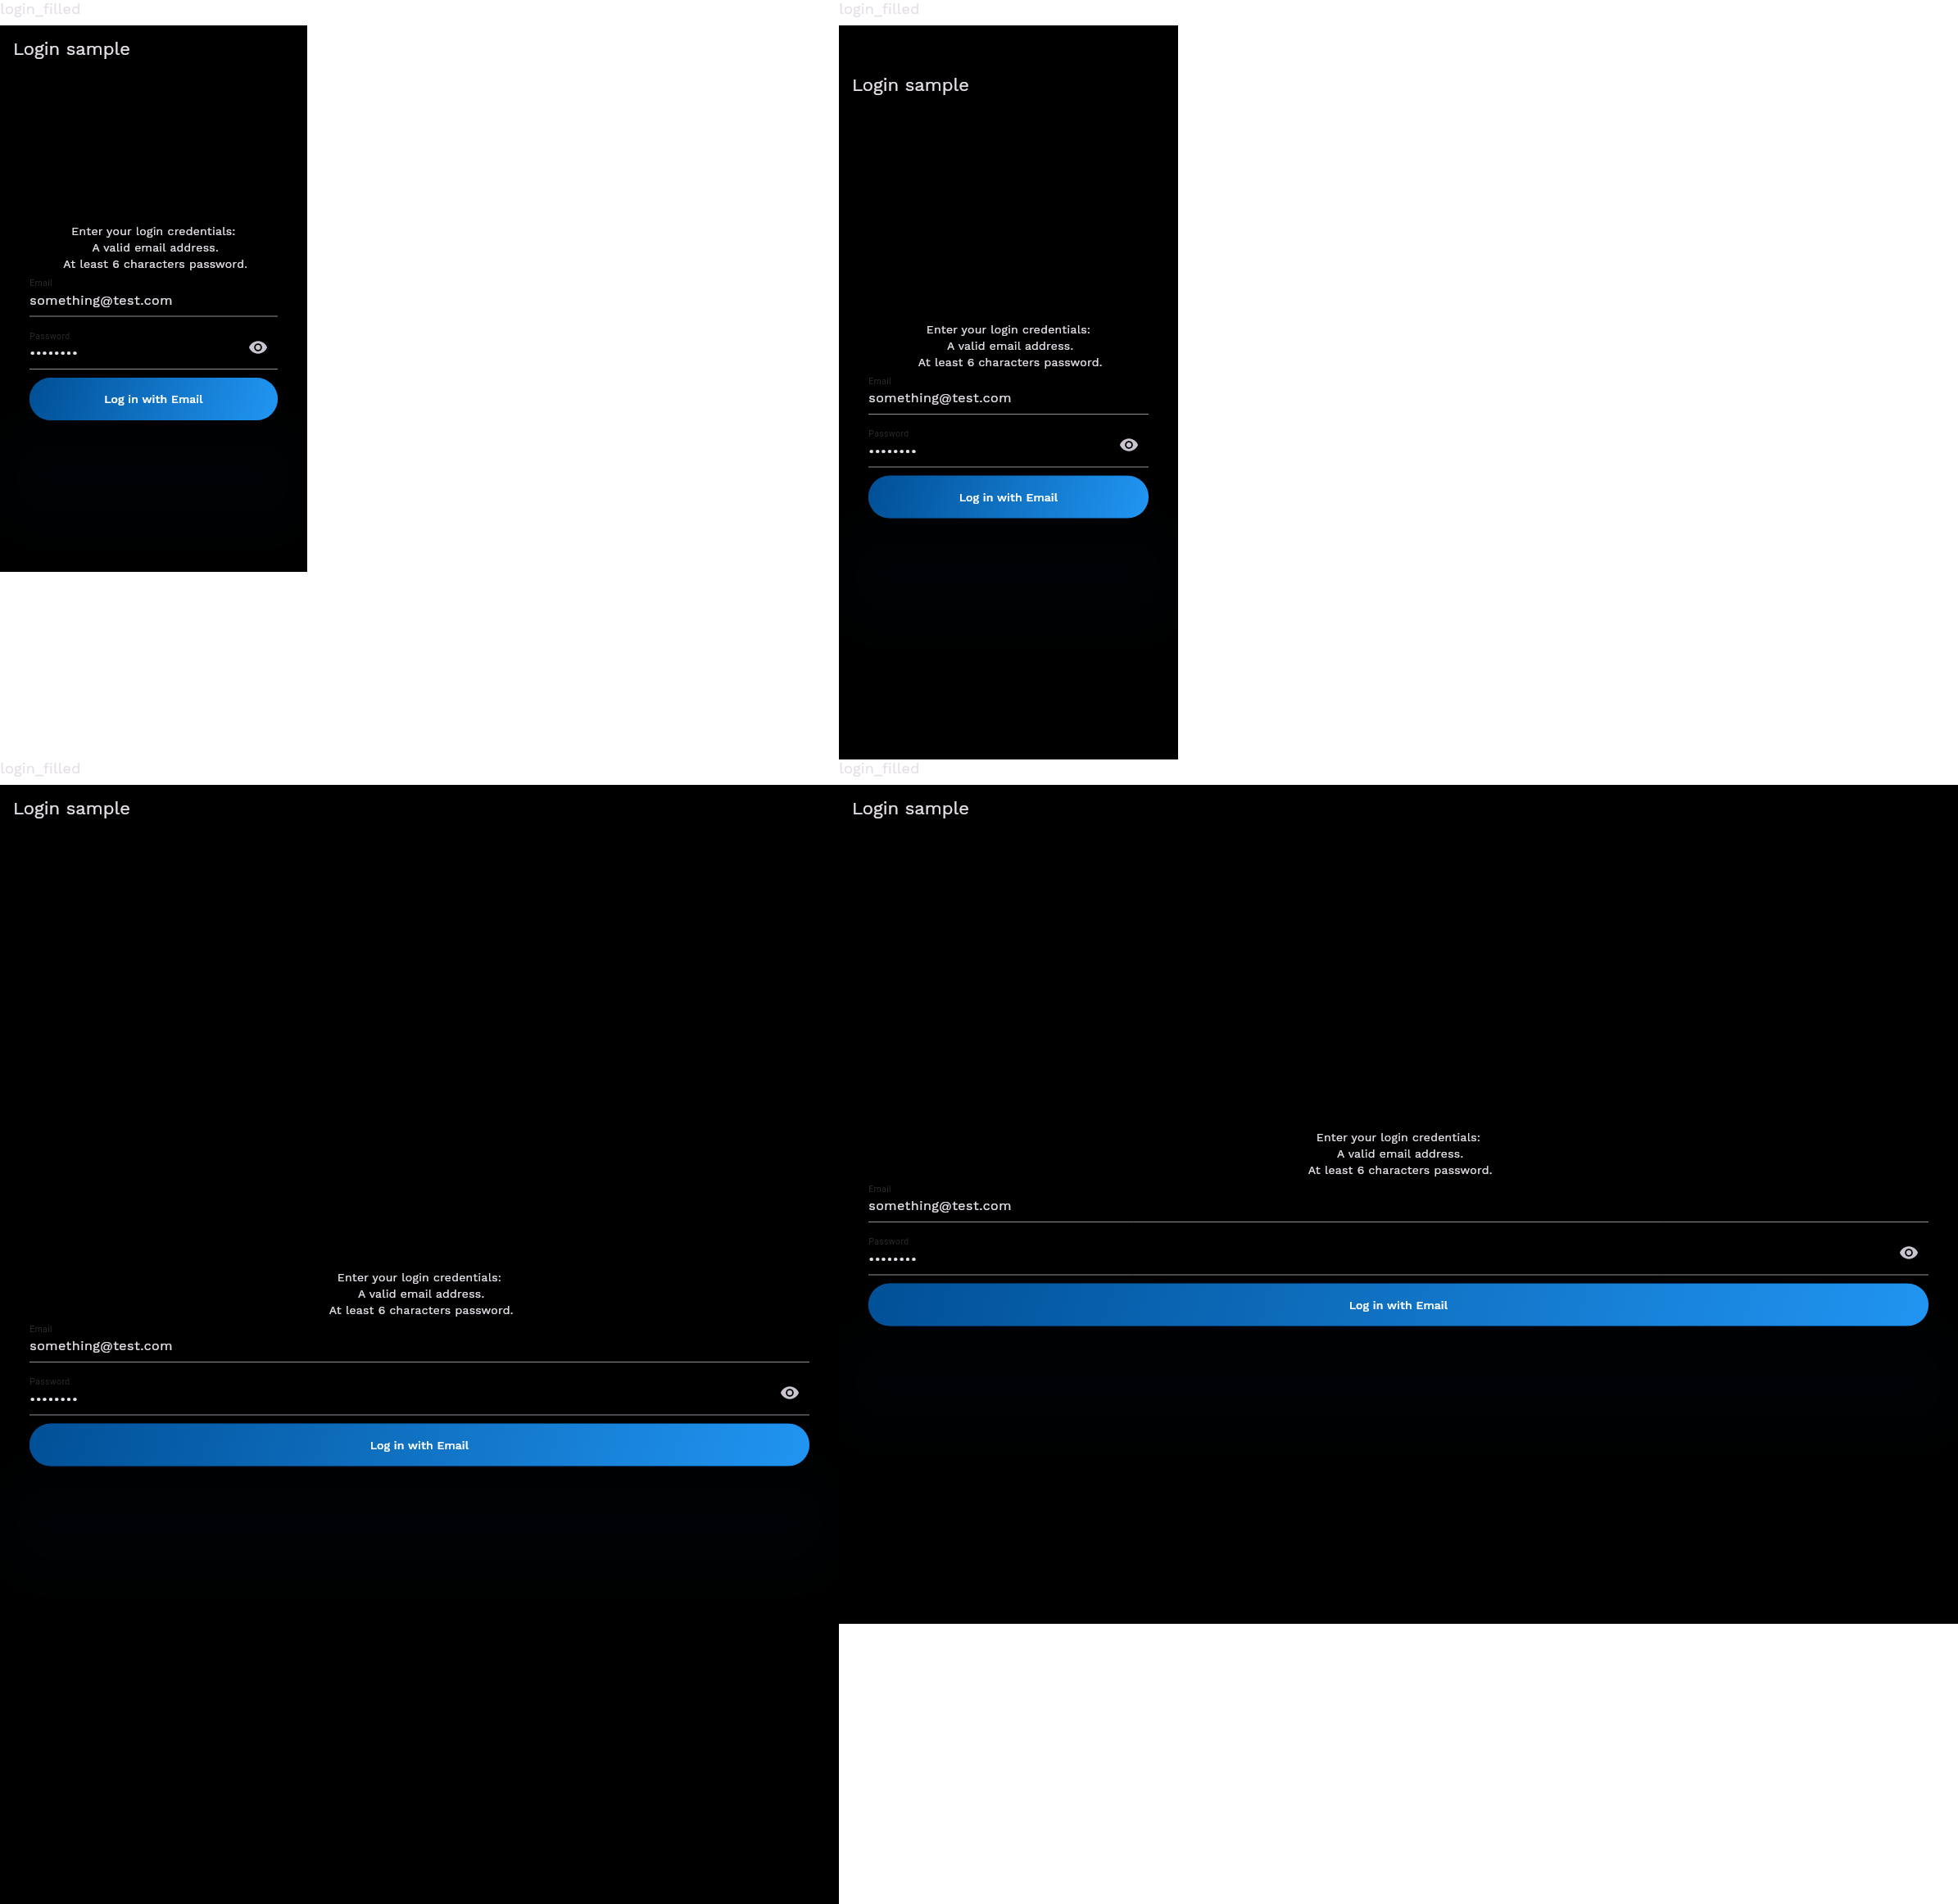 login_filled
Login sample
Enter your login credentials:
A valid email address.
At least 6 characters password.
Email
something@test.com
Password
••••••••
Log in with Email
login_filled
Login sample
Enter your login credentials:
A valid email address.
At least 6 characters password.
Email
something@test.com
Password
••••••••
Log in with Email
login_filled
Login sample
Enter your login credentials:
A valid email address.
At least 6 characters password.
Email
something@test.com
Password
••••••••
Log in with Email
login_filled
Login sample
Enter your login credentials:
A valid email address.
At least 6 characters password.
Email
something@test.com
Password
••••••••
Log in with Email